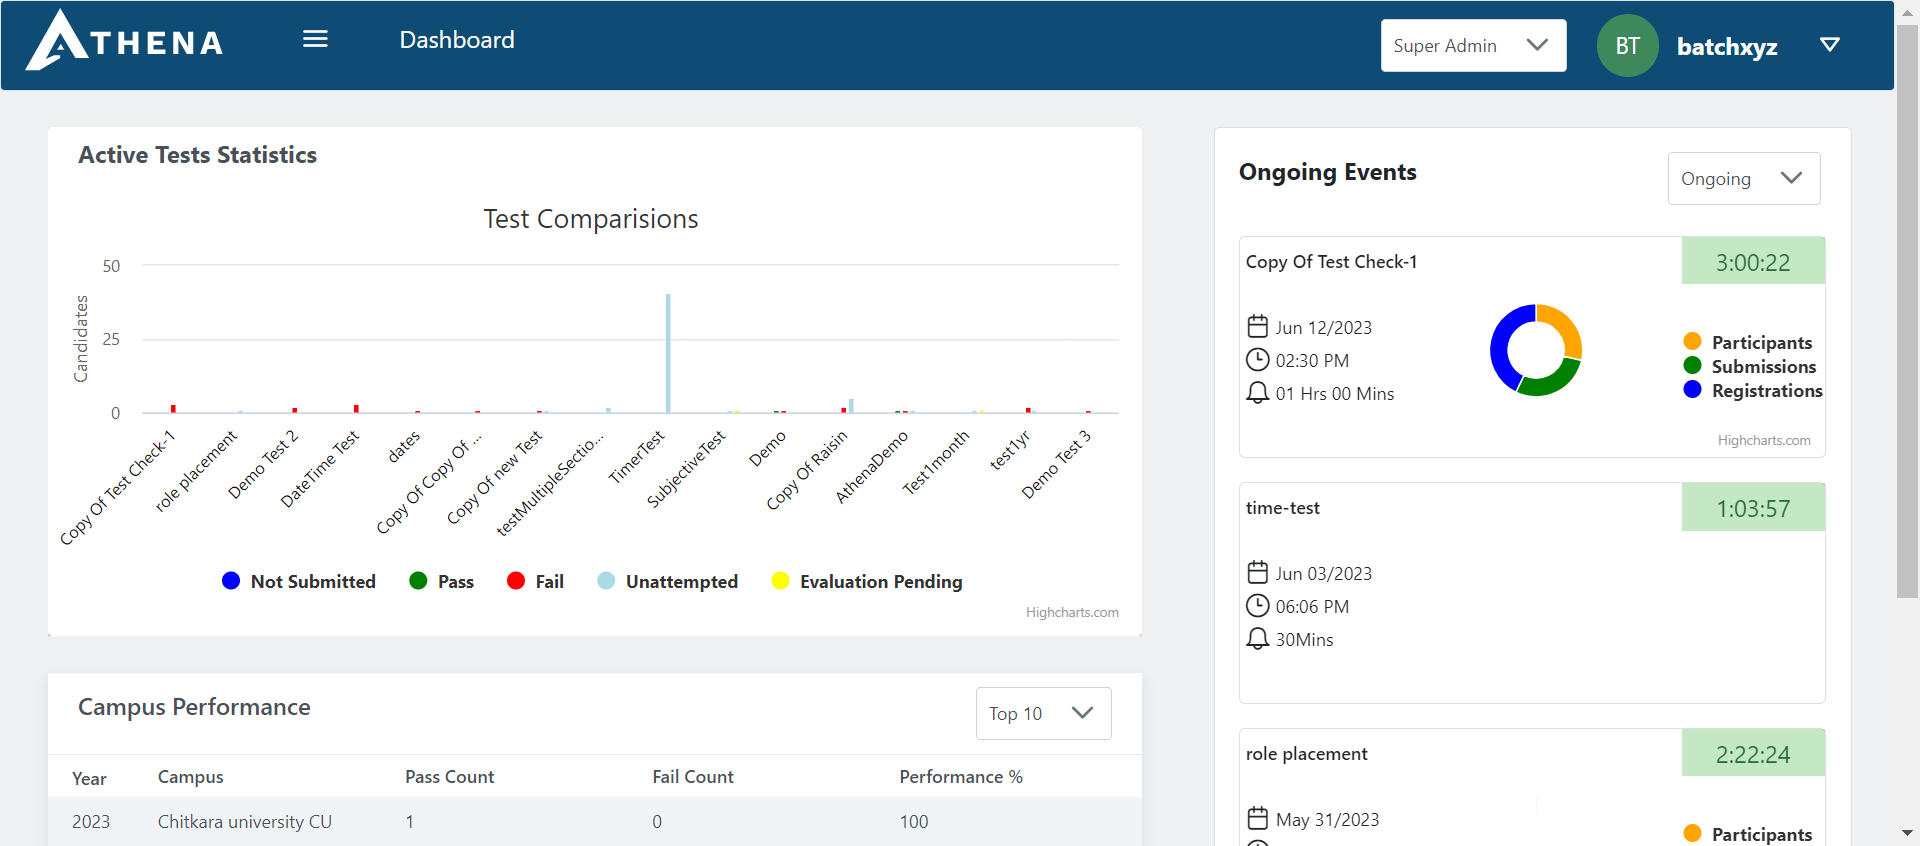 ATHENA
Dashboard
Super Admin
BT
batchxyz
Active Tests Statistics
Test Comparisions
Candidates
50
25
0
Copy Of Test Check-1
role placement
Demo Test 2
DateTime Test
dates
Copy Of Copy Of ...
Copy Of new Test
testMultipleSectio...
TimerTest
SubjectiveTest
Demo
Copy Of Raisin
AthenaDemo
Test1month
test1yr
Demo Test 3
Not Submitted
Pass
Fail
Unattempted
Evaluation Pending
Highcharts.com
Campus Performance
Top 10
Year Campus Pass Count Fail Count Performance %
2023 Chitkara university CU 1 0 100
Ongoing Events
Ongoing
Copy Of Test Check-1
3:00:22
Jun 12/2023
02:30 PM
01 Hrs 00 Mins
Participants
Submissions
Registrations
Highcharts.com
time-test
1:03:57
Jun 03/2023
06:06 PM
30Mins
role placement
2:22:24
May 31/2023
Participants